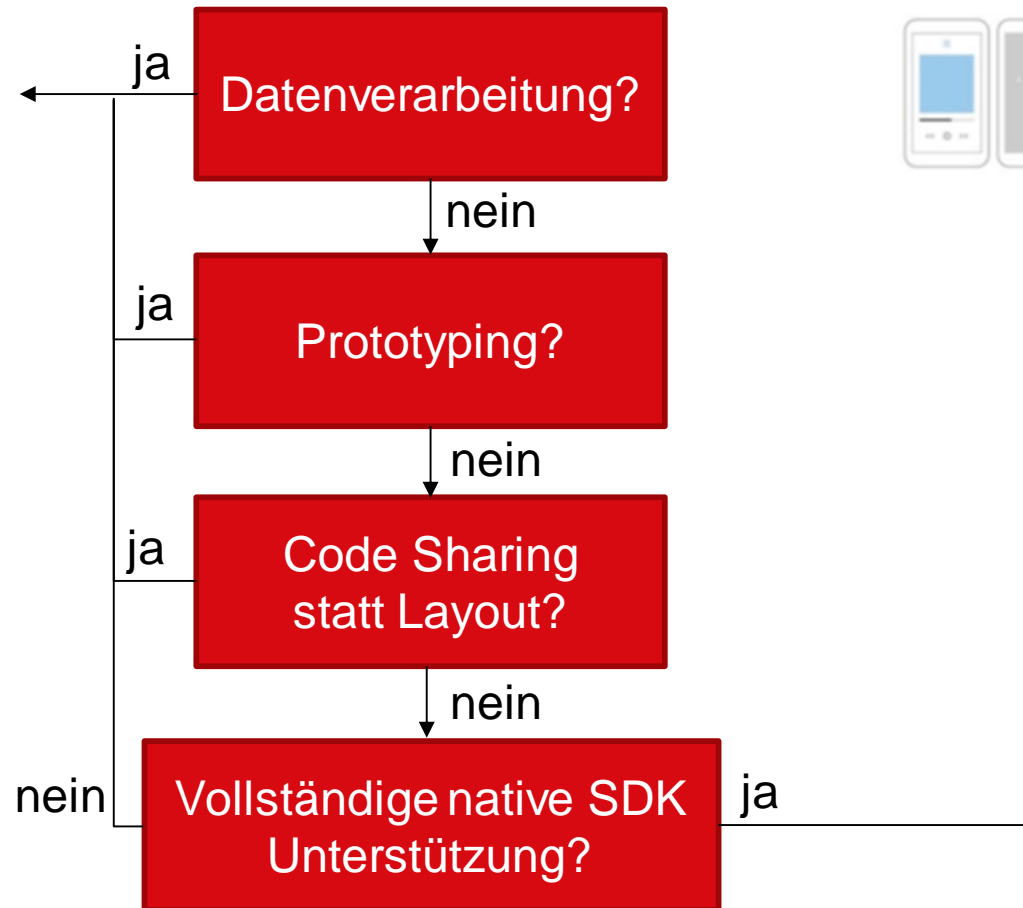 ja
Datenverarbeitung?
nein
ja
Prototyping?
nein
ja
Code Sharing
statt Layout?
nein
nein
Vollständige native SDK
Unterstützung?
ja